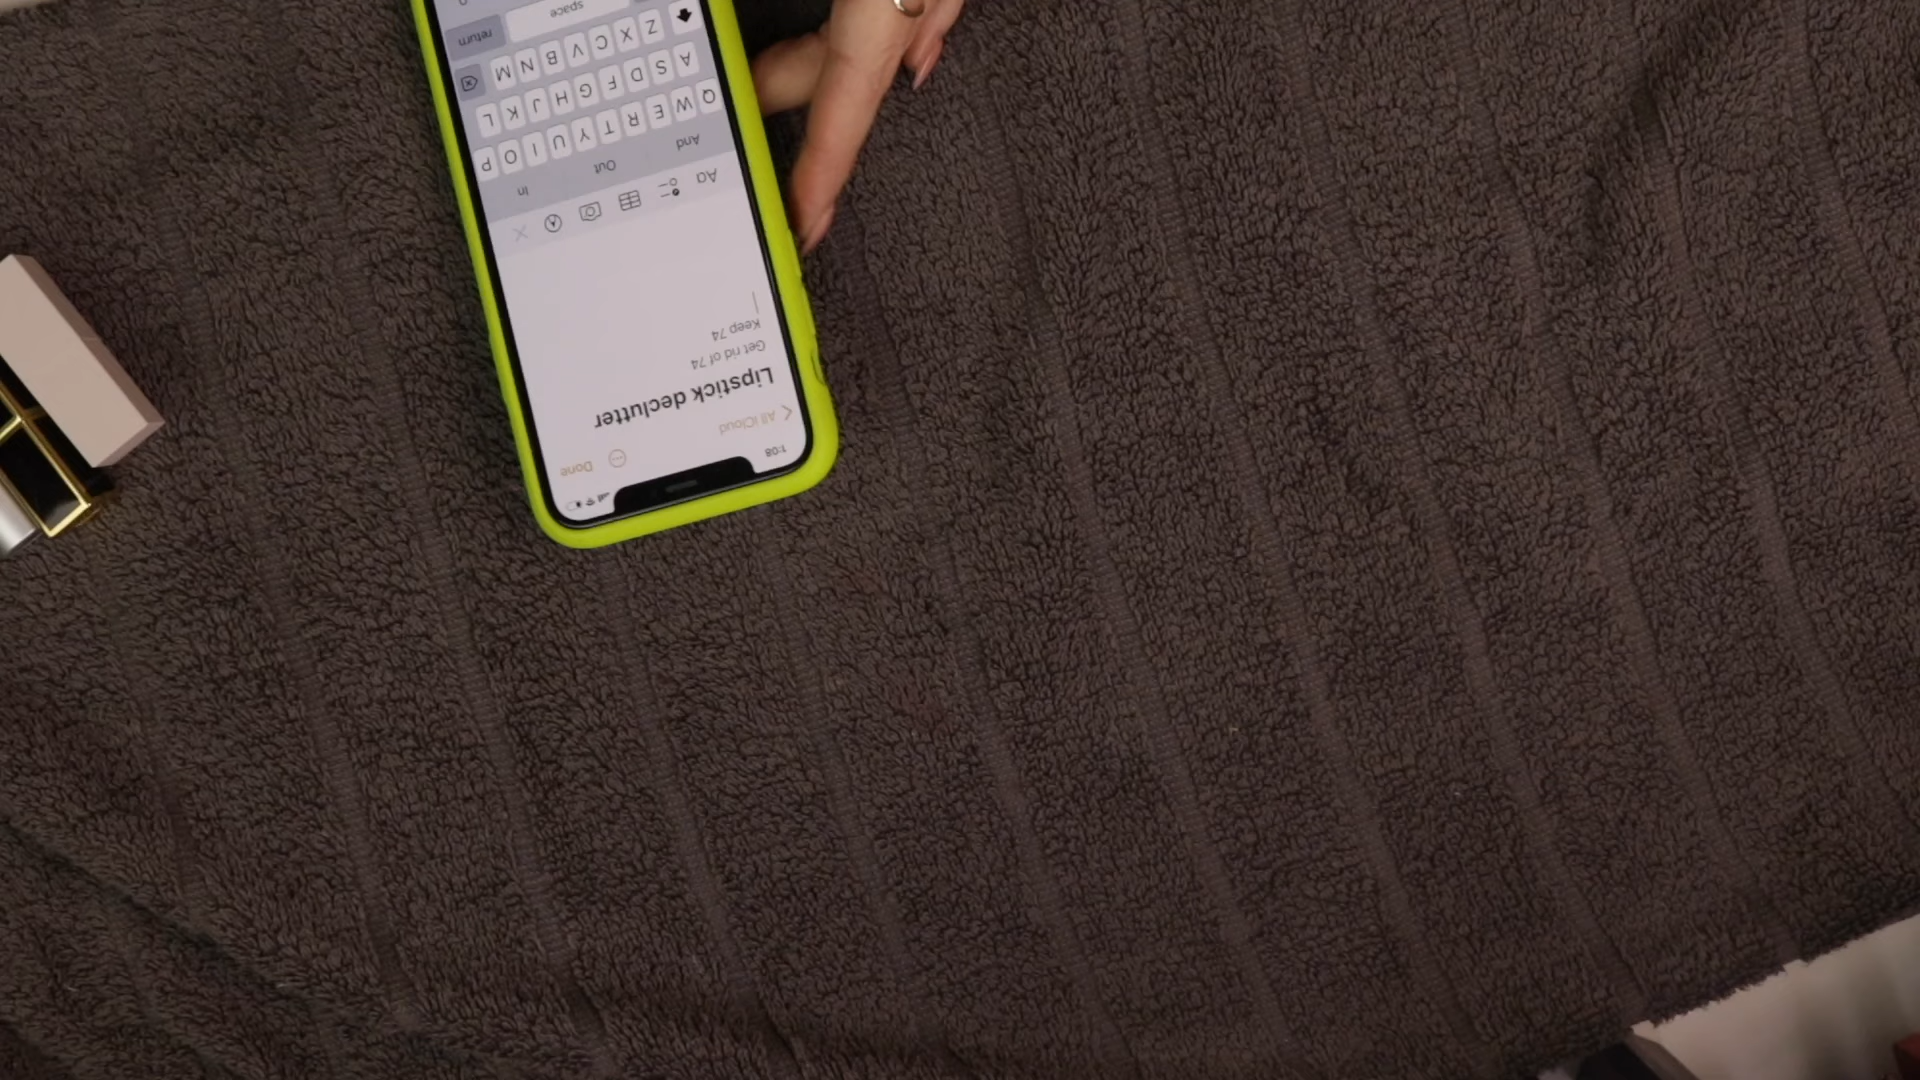 1:08
All iCloud
Done
Lipstick declutter
Get rid of 74
Keep 74
Aa
And Out In
Q W E R T Y U I O P
A S D F G H J K L
Z X C V B N M
space return